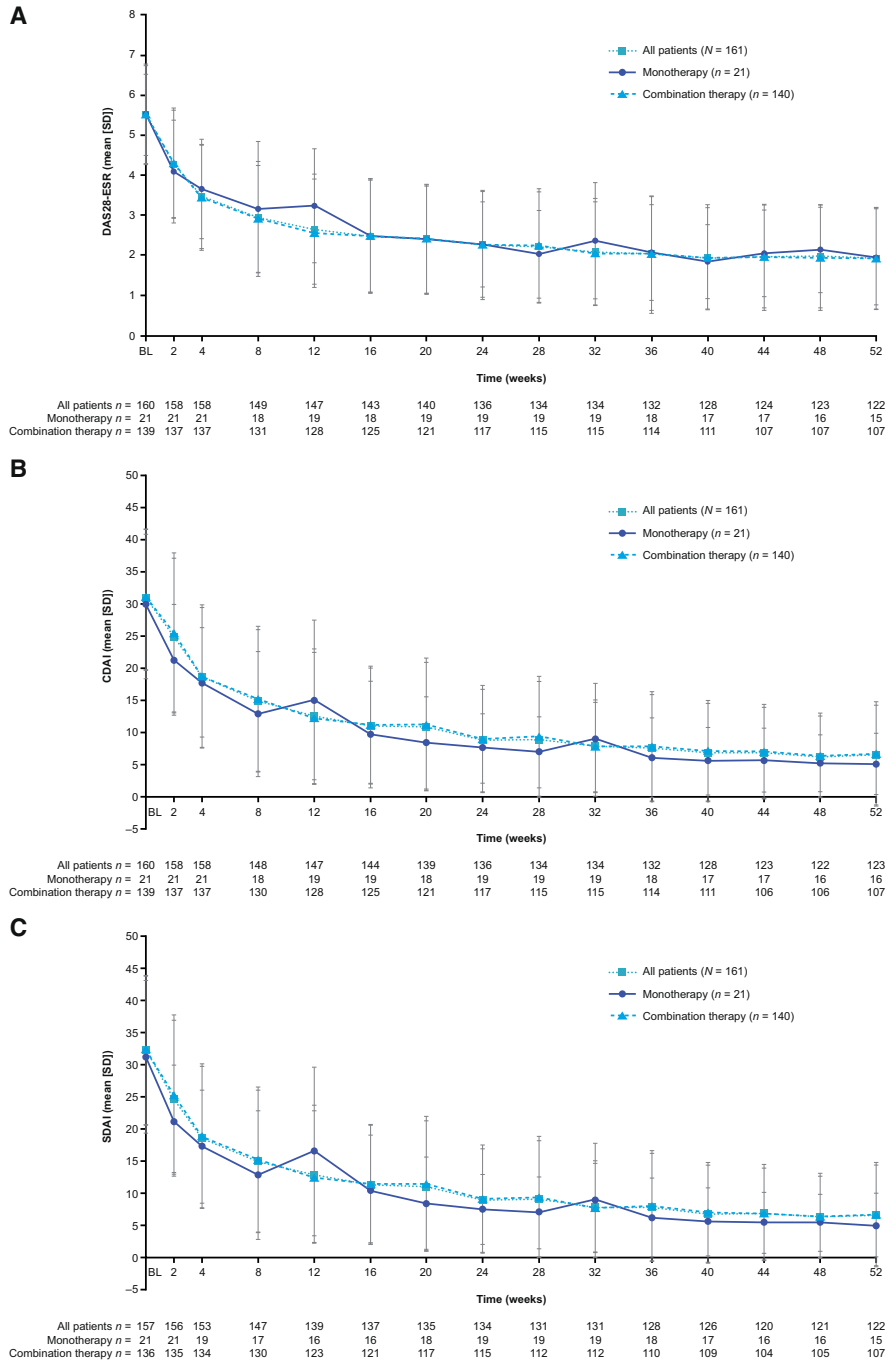 A
8
7
6
5
4
3
2
1
0
DAS28-ESR (mean [SD])
All patients (N = 161)
Monotherapy (n = 21)
Combination therapy (n = 140)
BL 2 4 8 12 16 20 24 28 32 36 40 44 48 52
Time (weeks)
All patients n = 160 158 158 149 147 143 140 136 134 134 132 128 124 123 122
Monotherapy n = 21 21 21 18 19 18 19 19 19 19 18 17 17 16 15
Combination therapy n = 139 137 137 131 128 125 121 117 115 115 114 111 107 107 107
B
50
45
40
35
30
25
20
15
10
5
0
–5
CDAI (mean [SD])
All patients (N = 161)
Monotherapy (n = 21)
Combination therapy (n = 140)
BL 2 4 8 12 16 20 24 28 32 36 40 44 48 52
Time (weeks)
All patients n = 160 158 158 148 147 144 139 136 134 134 132 128 123 122 123
Monotherapy n = 21 21 21 18 19 19 18 19 19 19 18 17 17 16 16
Combination therapy n = 139 137 137 130 128 125 121 117 115 115 114 111 106 106 107
C
50
45
40
35
30
25
20
15
10
5
0
–5
SDAI (mean [SD])
All patients (N = 161)
Monotherapy (n = 21)
Combination therapy (n = 140)
BL 2 4 8 12 16 20 24 28 32 36 40 44 48 52
Time (weeks)
All patients n = 157 156 153 147 139 137 135 134 131 131 128 126 120 121 122
Monotherapy n = 21 21 19 17 16 16 18 19 19 19 18 17 16 16 15
Combination therapy n = 136 135 134 130 123 121 117 115 112 112 110 109 104 105 107